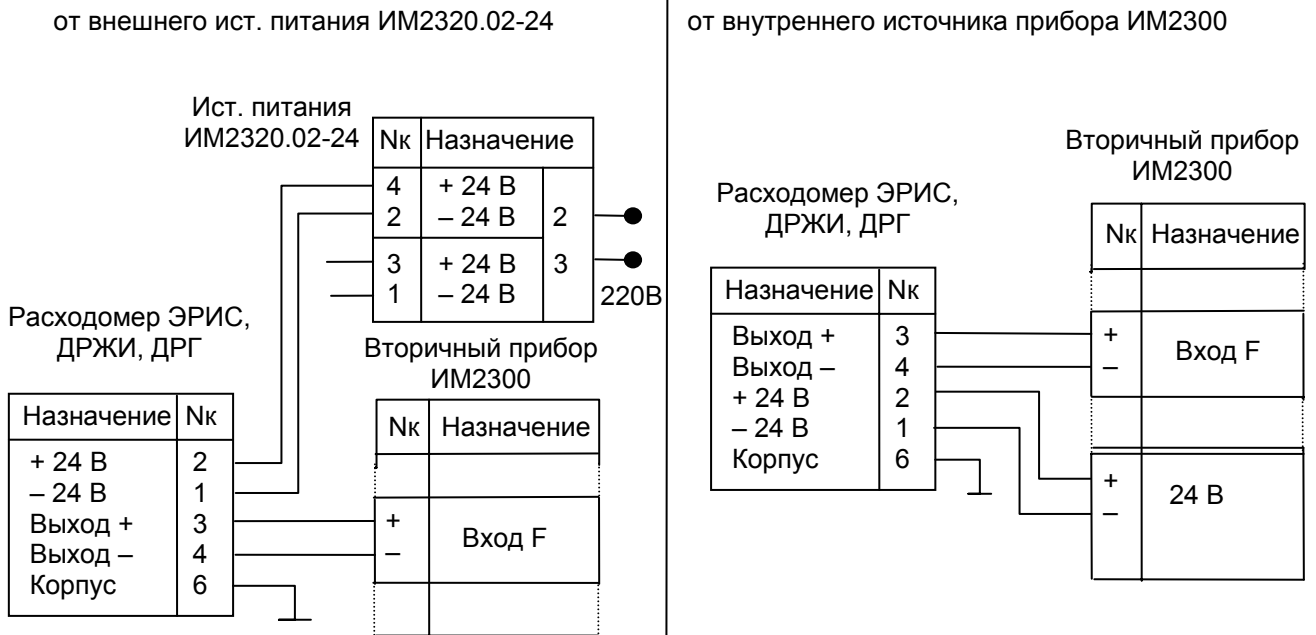 от внешнего ист. питания ИМ2320.02-24
Ист. питания
ИМ2320.02-24
Nк Назначение
4 + 24 В
2 – 24 В 2
3 + 24 В 3
1 – 24 В
220В
Расходомер ЭРИС,
ДРЖИ, ДРГ
Назначение Nк
+ 24 В 2
– 24 В 1
Выход + 3
Выход – 4
Корпус 6
Вторичный прибор
ИМ2300
Nк Назначение
+
–
Вход F
от внутреннего источника прибора ИМ2300
Расходомер ЭРИС,
ДРЖИ, ДРГ
Назначение Nк
Выход + 3
Выход – 4
+ 24 В 2
– 24 В 1
Корпус 6
Вторичный прибор
ИМ2300
Nк Назначение
+
–
Вход F
+
–
24 В